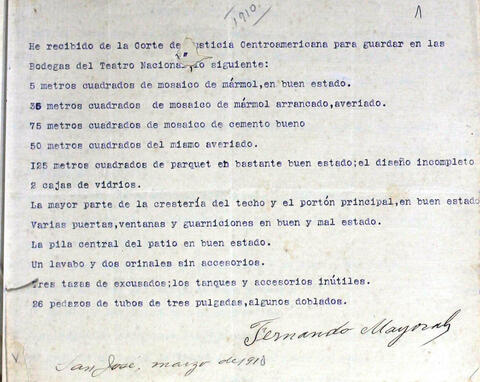 1910.
1
He recibido de la Corte de Justicia Centroamericana para guardar en las
Bodegas del Teatro Nacional lo siguiente:
5 metros cuadrados de mosaico de mármol,en buen estado.
35 metros cuadrados de mosaico de mármol arrancado,averiado.
75 metros cuadrados de mosaico de cemento bueno
50 metros cuadrados del mismo averiado.
125 metros cuadrados de parquet en bastante buen estado;el diseño incompleto
2 cajas de vidrios.
La mayor parte de la crestería del techo y el portón principal,en buen estado
Varias puertas,ventanas y guarniciones en buen y mal estado.
La pila central del patio en buen estado.
Un lavabo y dos orinales sin accesorios.
Tres tazas de excusados;los tanques y accesorios inútiles.
26 pedazos de tubos de tres pulgadas,algunos doblados.
Fernando Mayoral
San José, marzo de 1910